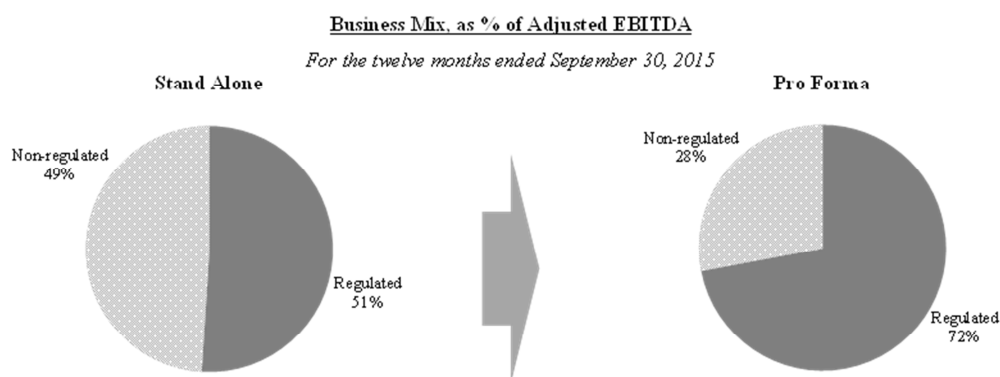 Business Mix, as % of Adjusted EBITDA
For the twelve months ended September 30, 2015
Stand Alone
Non-regulated
49%
Regulated
51%
Pro Forma
Non-regulated
28%
Regulated
72%